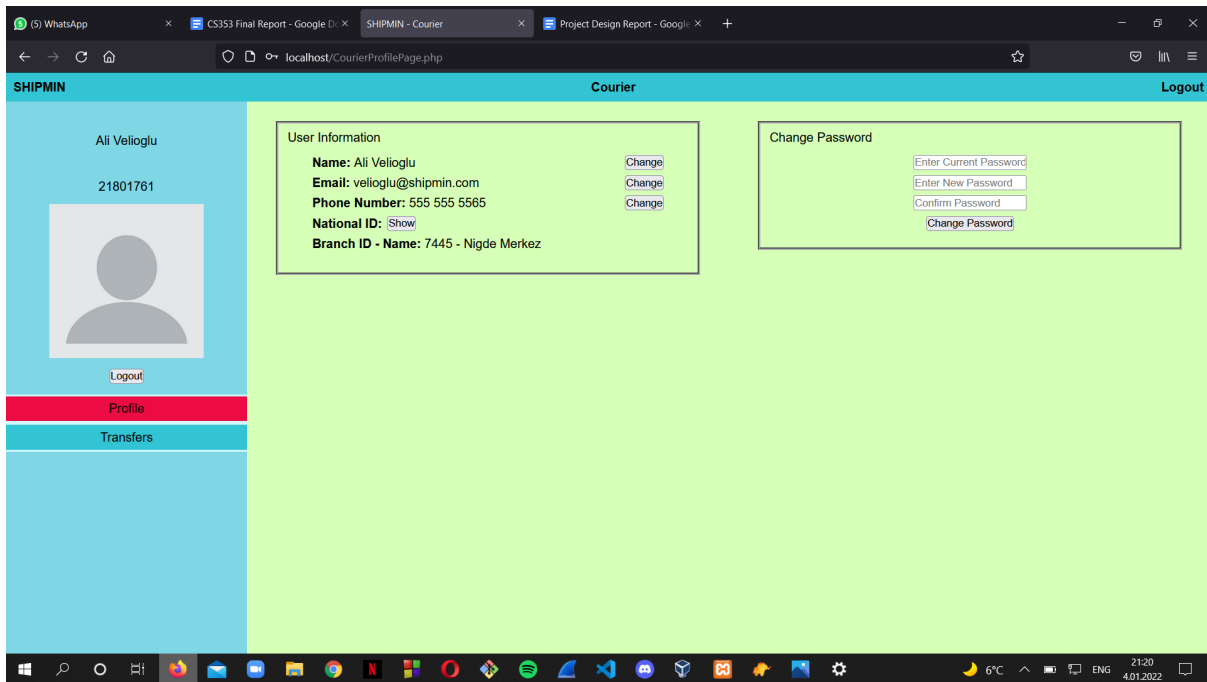 (5) WhatsApp
CS353 Final Report - Google Do
SHIPMIN - Courier
Project Design Report - Google
localhost/CourierProfilePage.php
SHIPMIN
Courier
Logout
Ali Velioglu
21801761
Logout
Profile
Transfers
User Information
Name: Ali Velioglu
Change
Email: velioglu@shipmin.com
Change
Phone Number: 555 555 5565
Change
National ID: Show
Branch ID - Name: 7445 - Nigde Merkez
Change Password
Enter Current Password
Enter New Password
Confirm Password
Change Password
6°C
ENG
21:20
4.01.2022